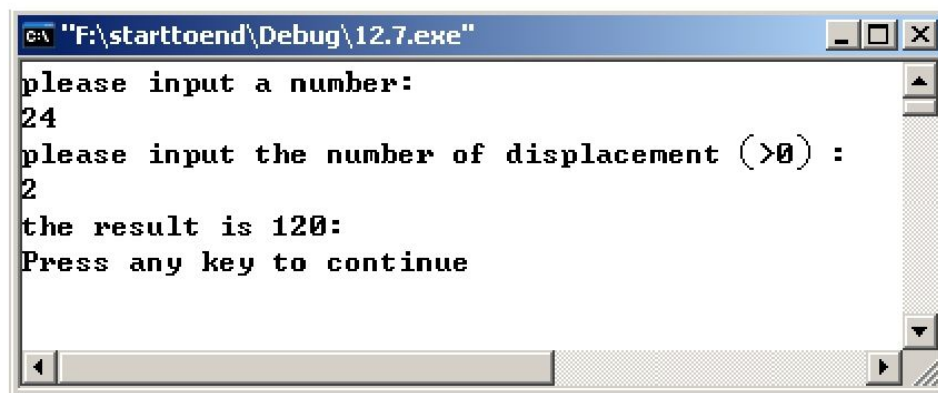 "F:\starttoend\Debug\12.7.exe"
please input a number:
24
please input the number of displacement（>0）:
2
the result is 120:
Press any key to continue